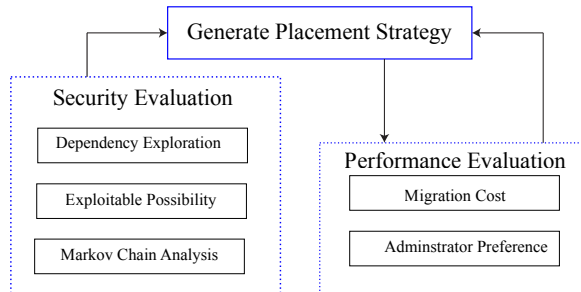 Generate Placement Strategy
Security Evaluation
Dependency Exploration
Exploitable Possibility
Markov Chain Analysis
Performance Evaluation
Migration Cost
Adminstrator Preference